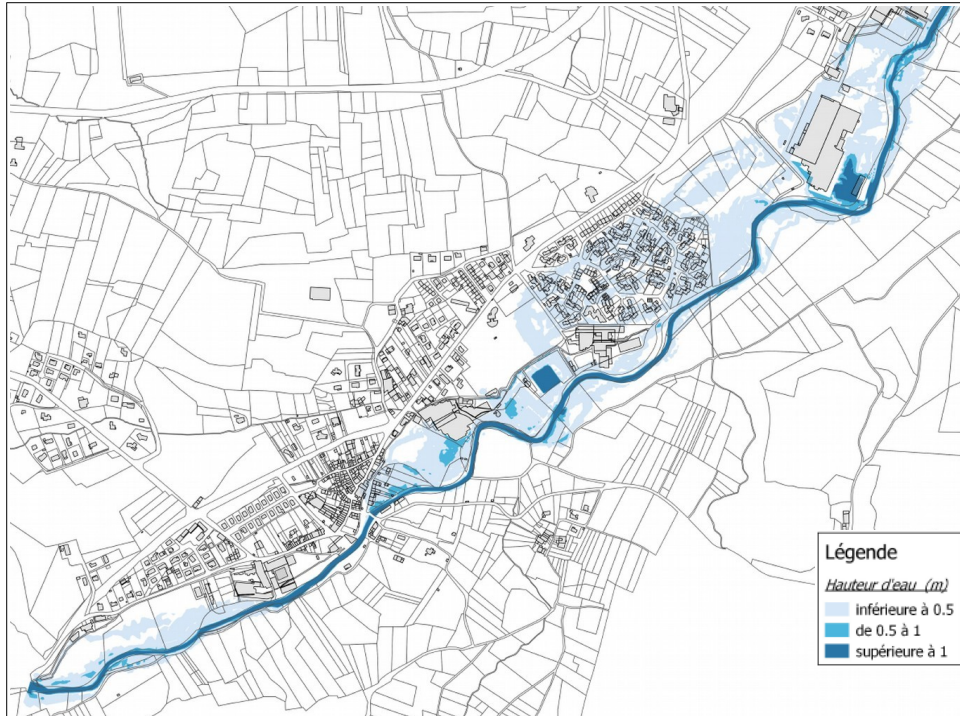 Légende
Hauteur d'eau (m)
inférieure à 0.5
de 0.5 à 1
supérieure à 1